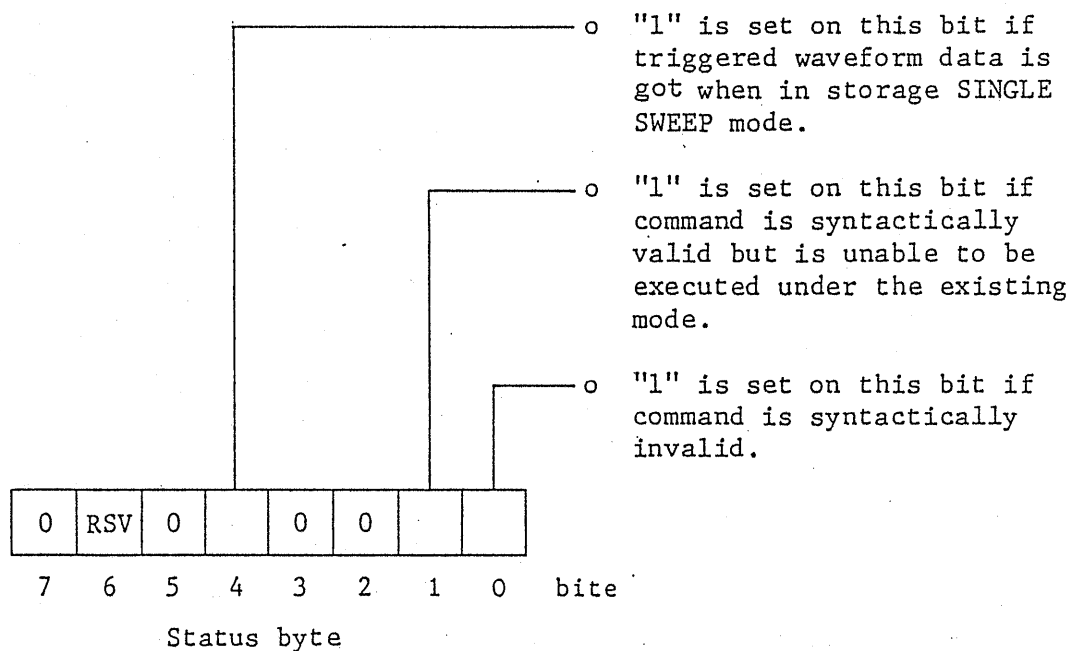 o "1" is set on this bit if
triggered waveform data is
got when in storage SINGLE
SWEEP mode.
o "1" is set on this bit if
command is syntactically
valid but is unable to be
executed under the existing
mode.
o "1" is set on this bit if
command is syntactically
invalid.
0 RSV 0 0 0
7 6 5 4 3 2 1 0 bite
Status byte